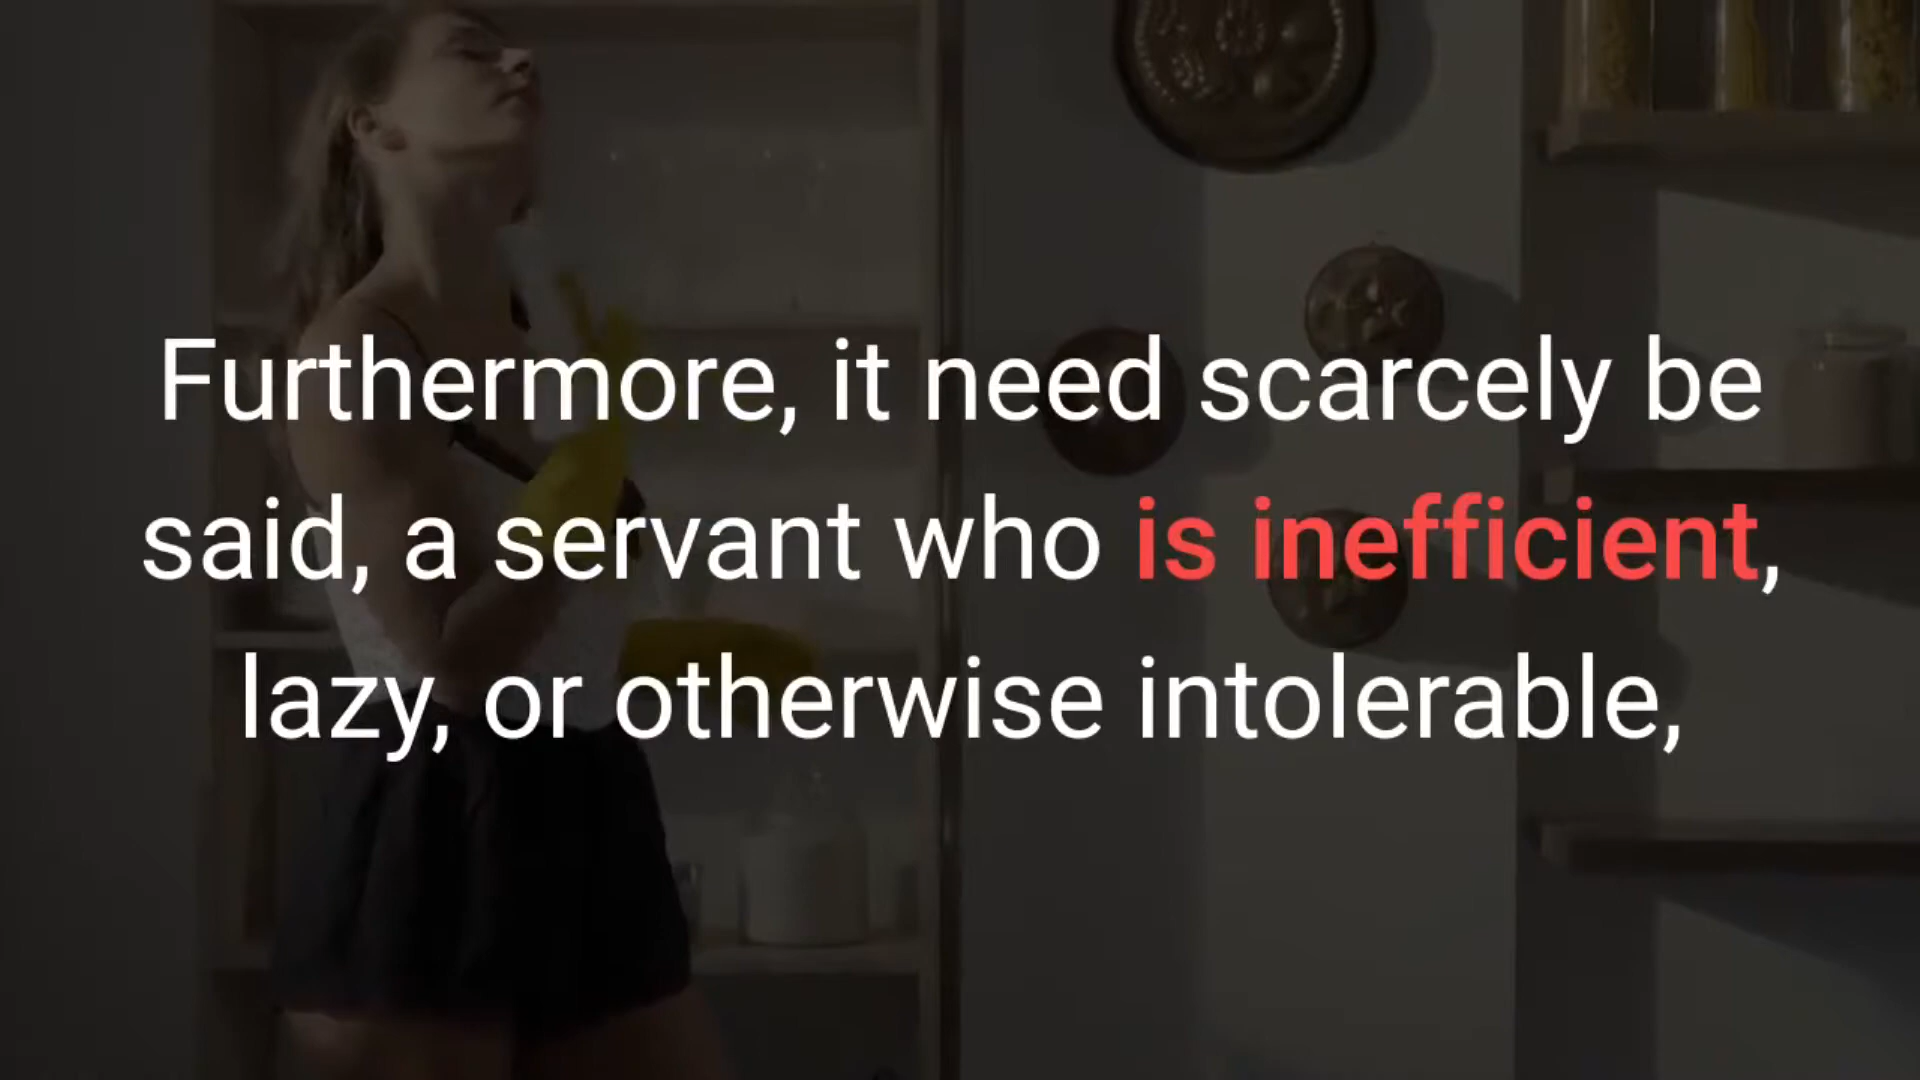 Furthermore, it need scarcely be
said, a servant who is inefficient,
lazy, or otherwise intolerable,